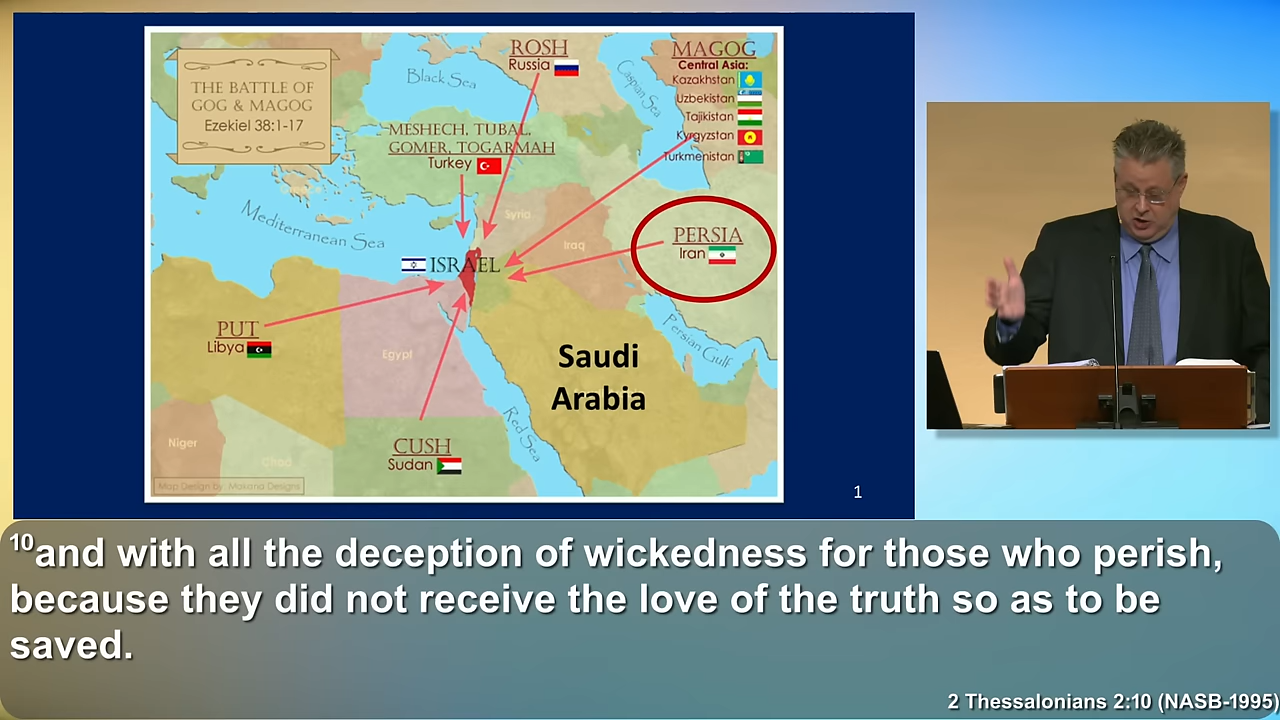 THE BATTLE OF
GOG & MAGOG
Ezekiel 38:1-17
Black Sea
Caspian Sea
ROSH
Russia
MAGOG
Central Asia:
Kazakhstan
Uzbekistan
Tajikistan
Kyrgyzstan
Turkmenistan
MESHECH, TUBAL,
GOMER, TOGARMAH
Turkey
Greece
Mediterranean Sea
Syria
Iraq
PERSIA
Iran
ISRAEL
PUT
Libya
Egypt
Saudi
Arabia
Persian Gulf
Red Sea
CUSH
Sudan
Niger
Chad
Map Design by: Makana Designs
1
10and with all the deception of wickedness for those who perish,
because they did not receive the love of the truth so as to be
saved.
2 Thessalonians 2:10 (NASB-1995)